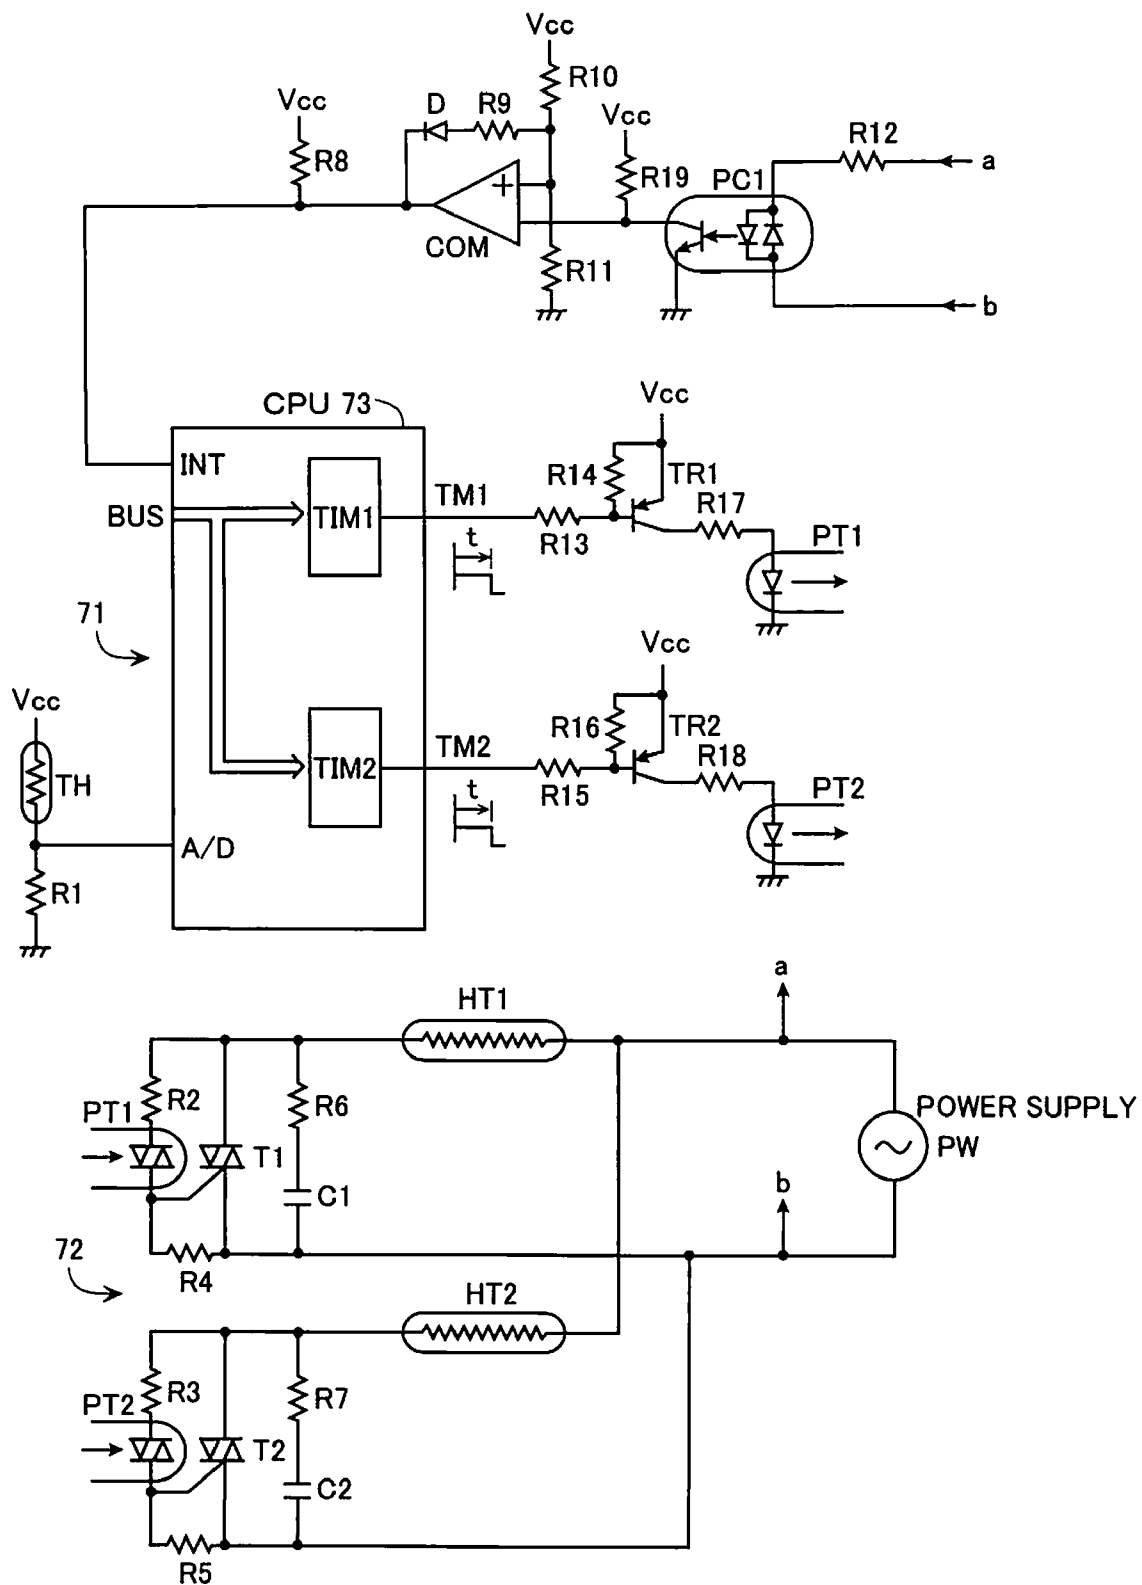 Vcc
R10
Vcc
D
R9
Vcc
R8
R12
a
R19
PC1
+
COM
R11
b
CPU 73
Vcc
INT
R14
TR1
TM1
R17
BUS
TIM1
t
R13
PT1
71
Vcc
Vcc
R16
TR2
TM2
R18
TH
TIM2
t
R15
PT2
A/D
R1
a
HT1
R2
R6
PT1
POWER SUPPLY
PW
T1
C1
b
72
R4
HT2
R3
R7
PT2
T2
C2
R5